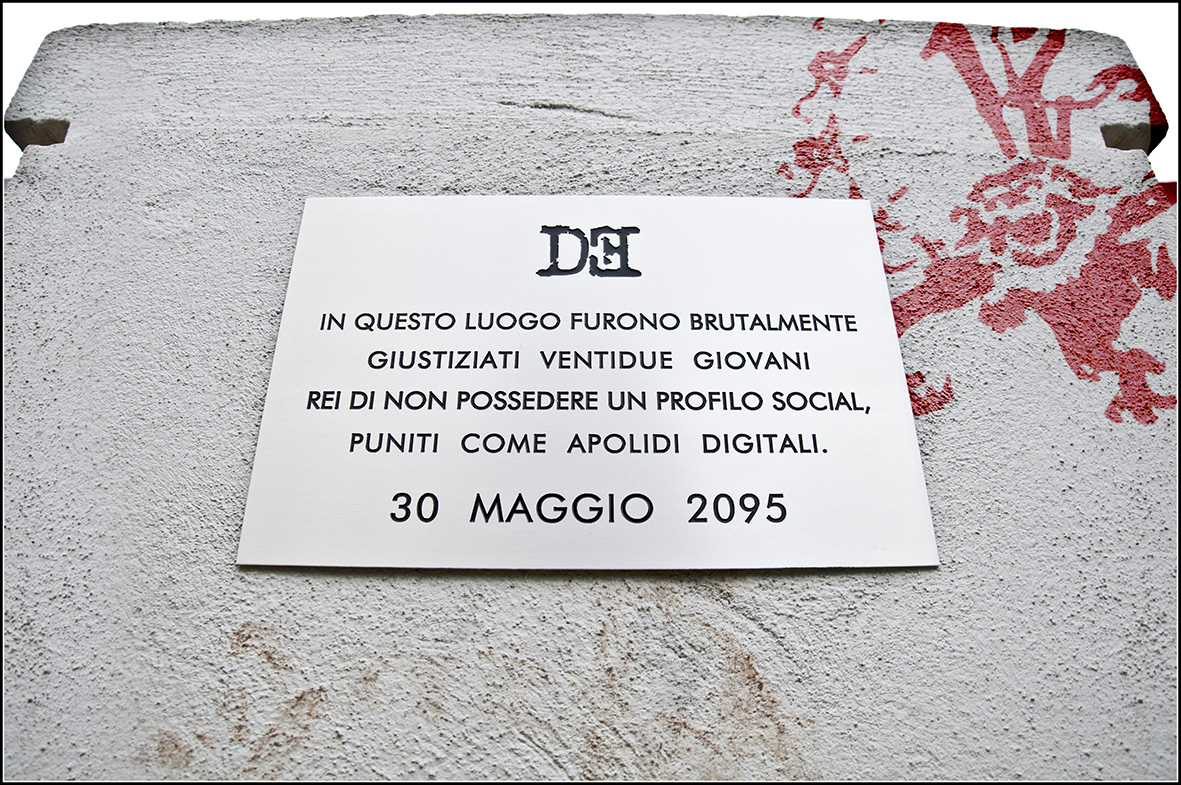 DE
IN QUESTO LUOGO FURONO BRUTALMENTE
GIUSTIZIATI VENTIDUE GIOVANI
REI DI NON POSSEDERE UN PROFILO SOCIAL,
PUNITI COME APOLIDI DIGITALI.
30 MAGGIO 2095